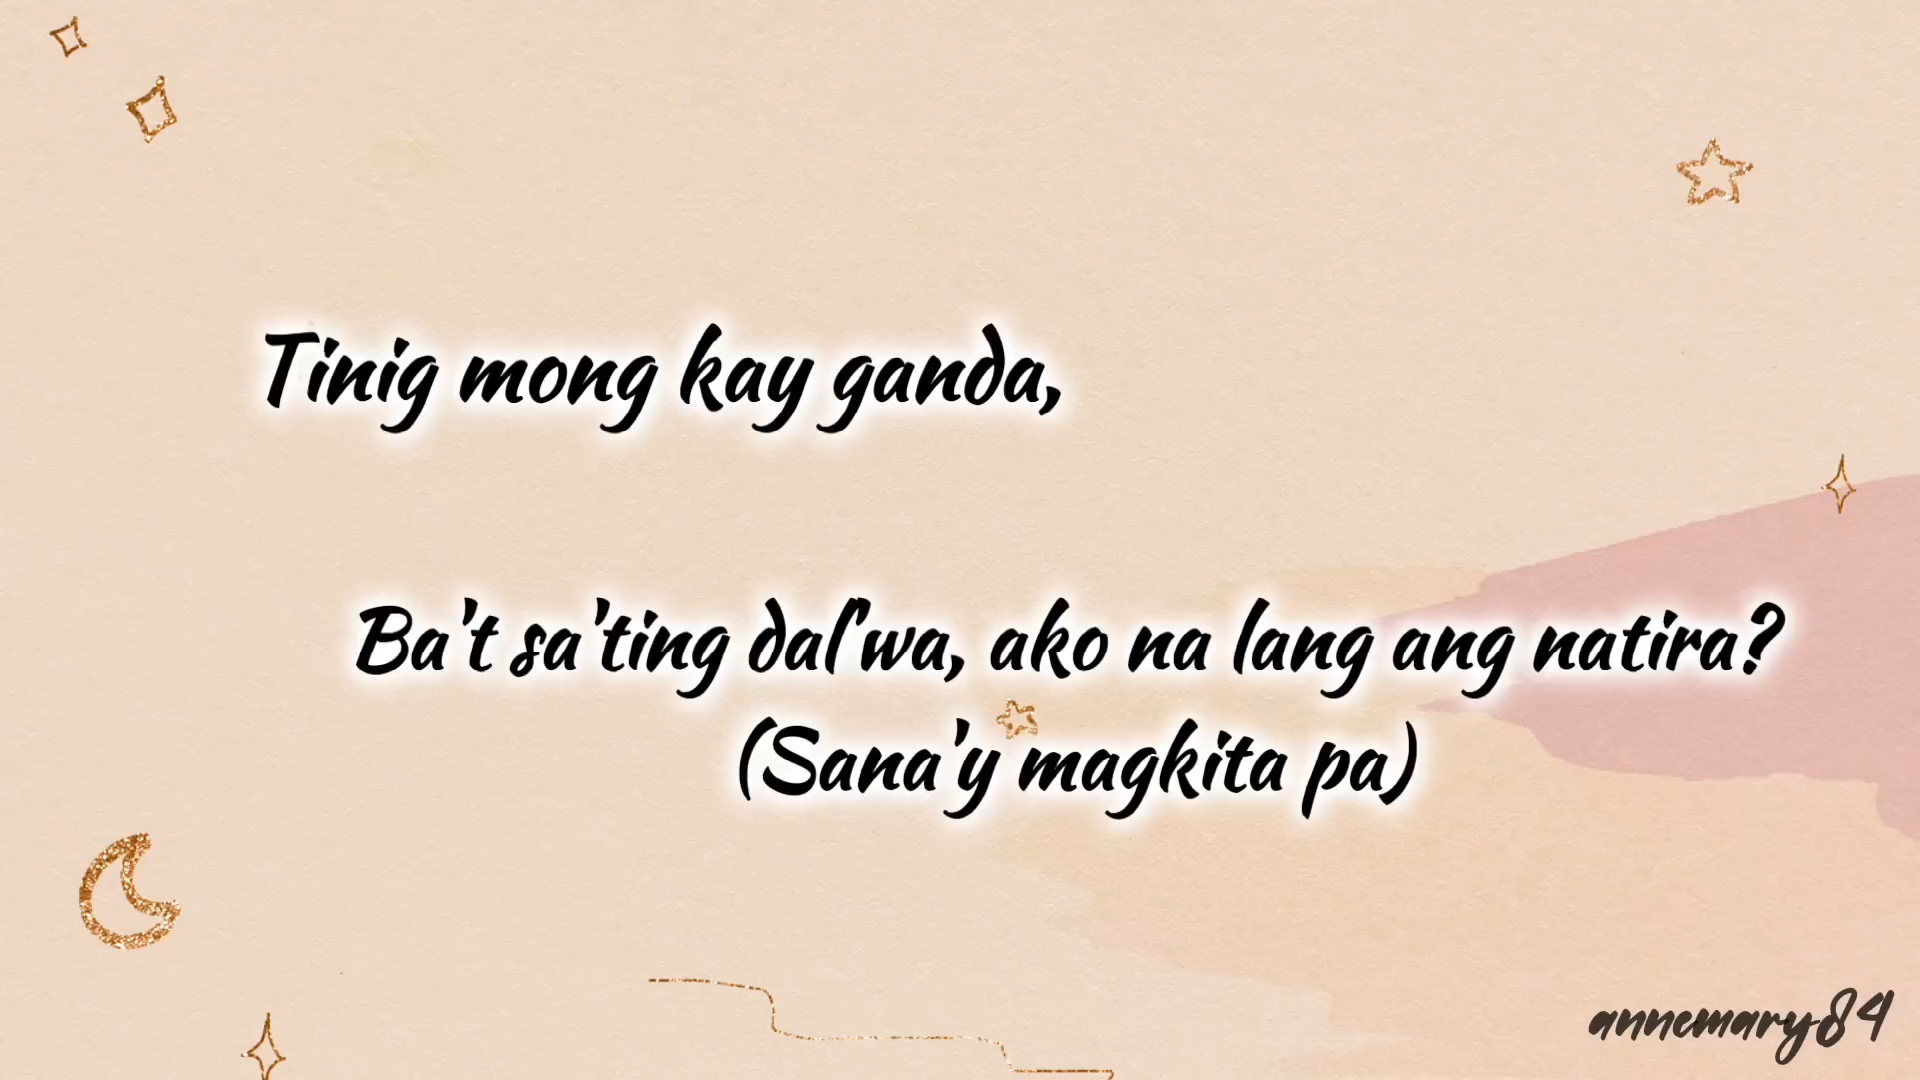 Tinig mong kay ganda,
Ba't sa'ting dal'wa, ako na lang ang natira?
(Sana'y magkita pa)
annemary84